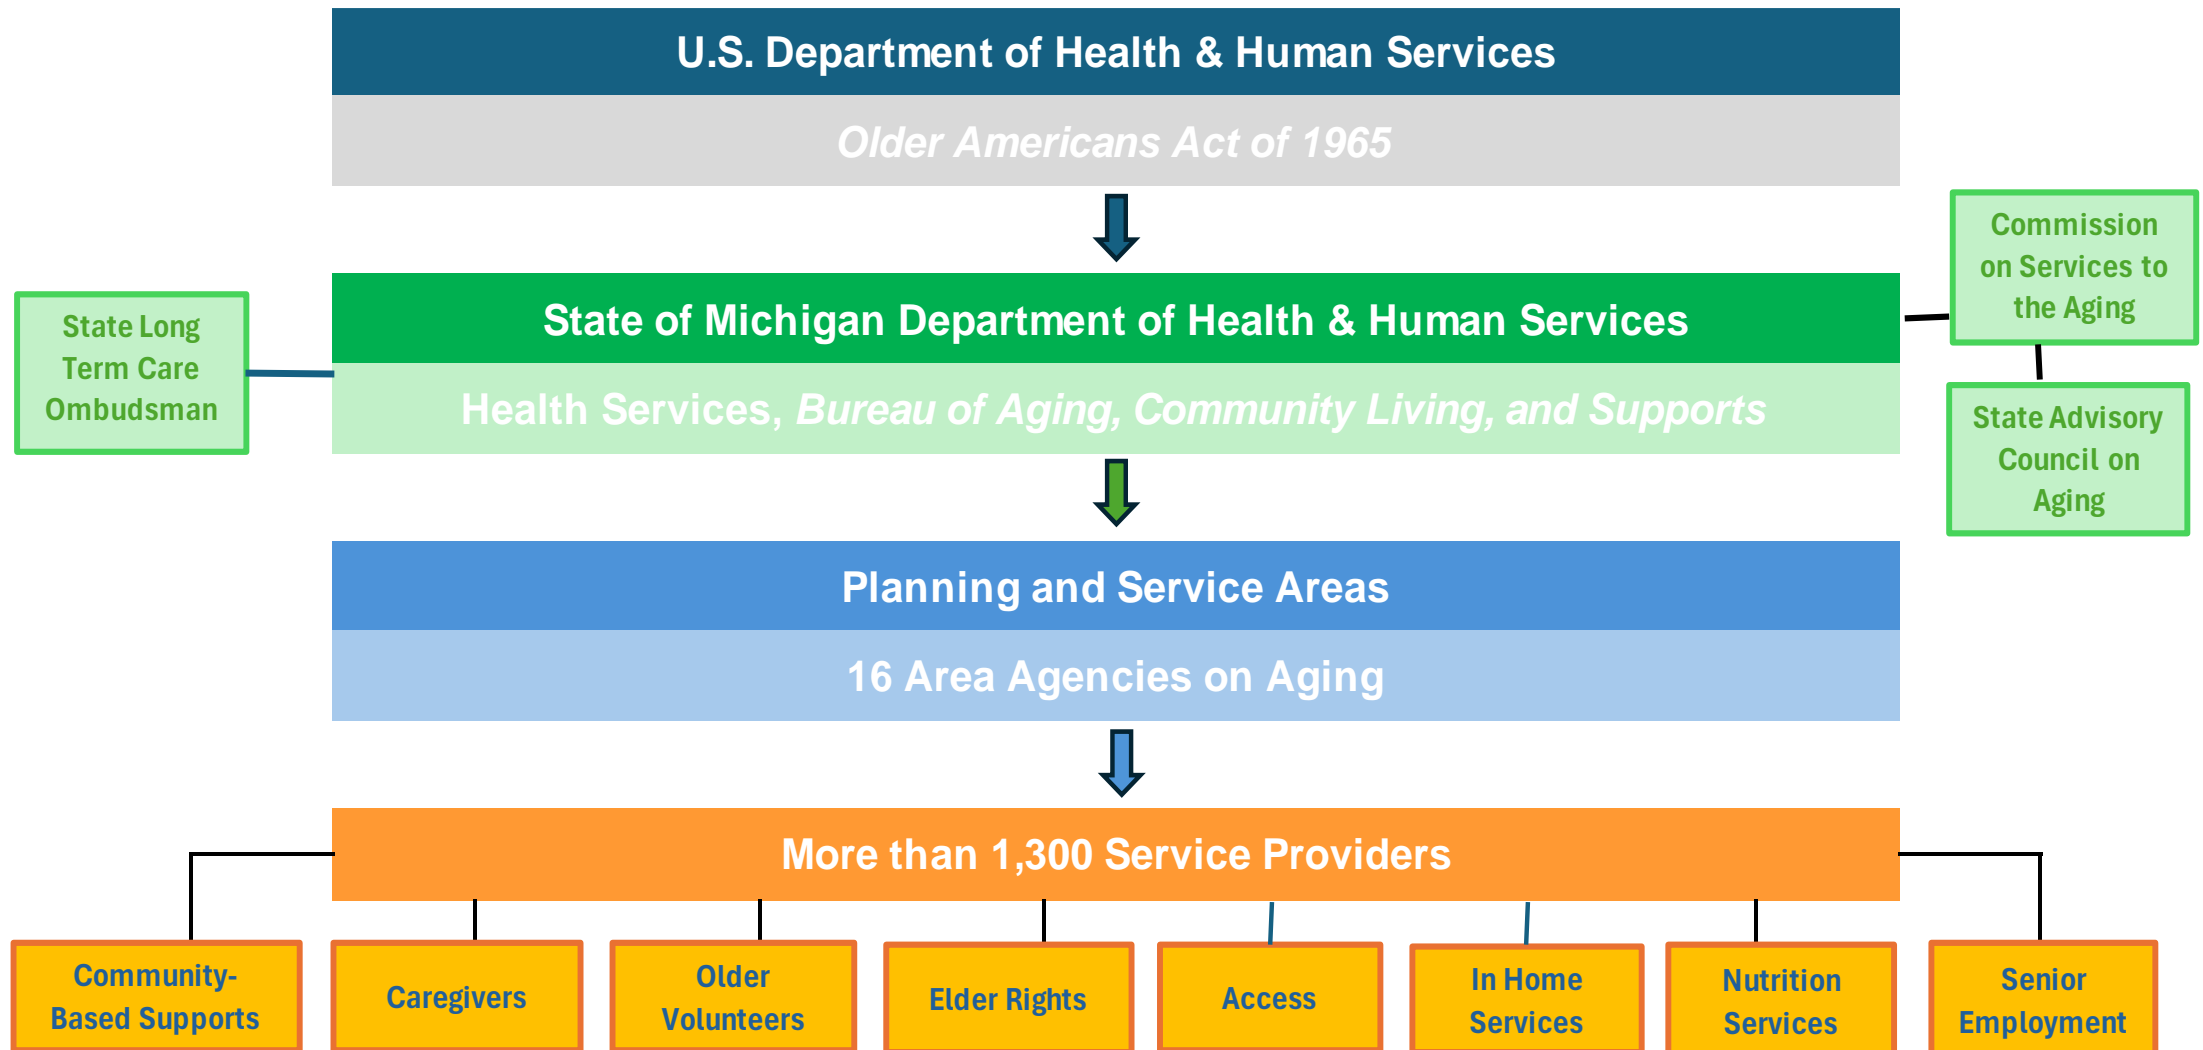 U.S. Department of Health & Human Services
Older Americans Act of 1965
Commission
on Services to
the Aging
State of Michigan Department of Health & Human Services
State Long
Term Care
Ombudsman
Health Services, Bureau of Aging, Community Living, and Supports
State Advisory
Council on
Aging
Planning and Service Areas
16 Area Agencies on Aging
More than 1,300 Service Providers
Community-
Based Supports
Caregivers
Older
Volunteers
Elder Rights
Access
In Home
Services
Nutrition
Services
Senior
Employment